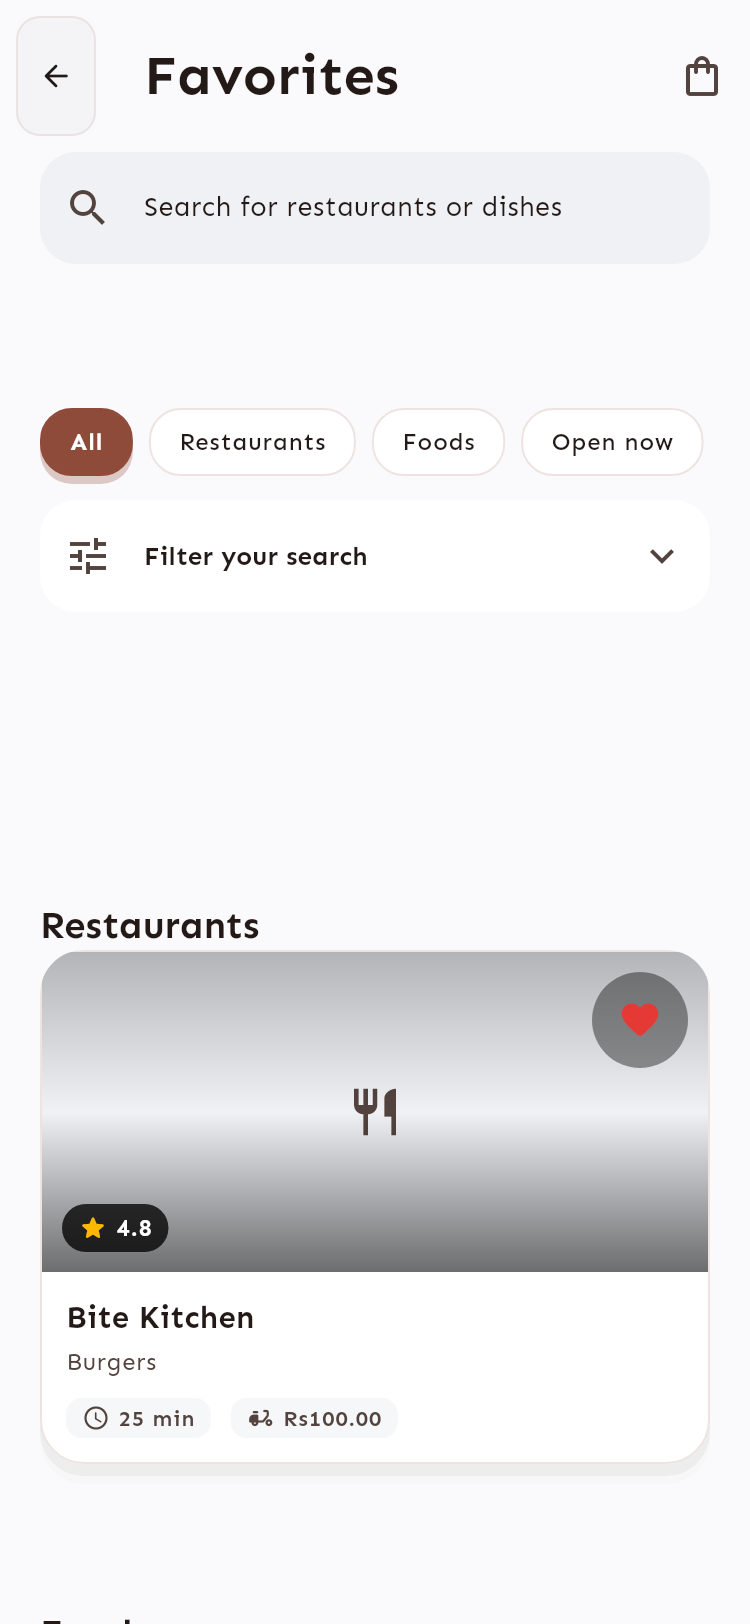 Favorites
Search for restaurants or dishes
All
Restaurants
Foods
Open now
Filter your search
Restaurants
4.8
Bite Kitchen
Burgers
25 min
Rs100.00